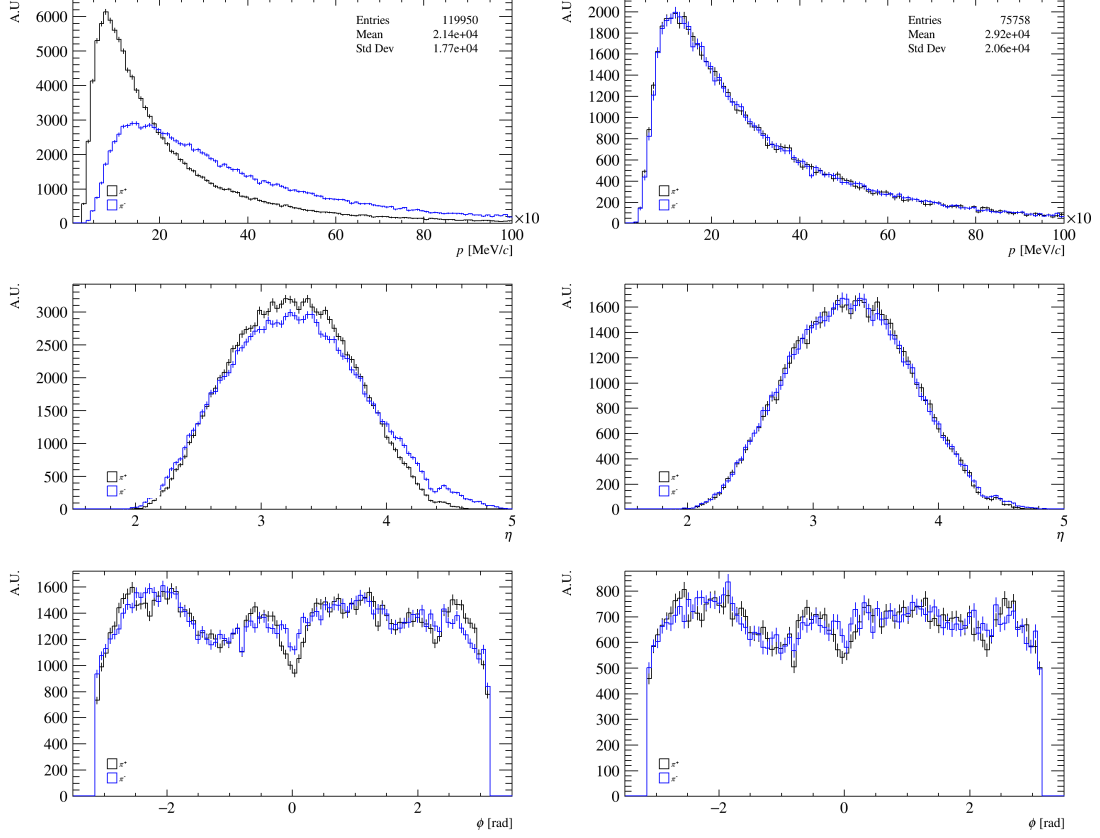 A.U.
6000
5000
4000
3000
2000
1000
0
Entries 119950
Mean 2.14e+04
Std Dev 1.77e+04
π⁺
π⁻
20 40 60 80 100
×10
p [MeV/c]
A.U.
2000
1800
1600
1400
1200
1000
800
600
400
200
0
Entries 75758
Mean 2.92e+04
Std Dev 2.06e+04
π⁺
π⁻
20 40 60 80 100
×10
p [MeV/c]
A.U.
3000
2500
2000
1500
1000
500
0
π⁺
π⁻
2 3 4 5
η
A.U.
1600
1400
1200
1000
800
600
400
200
0
π⁺
π⁻
2 3 4 5
η
A.U.
1600
1400
1200
1000
800
600
400
200
0
π⁺
π⁻
−2 0 2
ϕ [rad]
A.U.
800
700
600
500
400
300
200
100
0
π⁺
π⁻
−2 0 2
ϕ [rad]